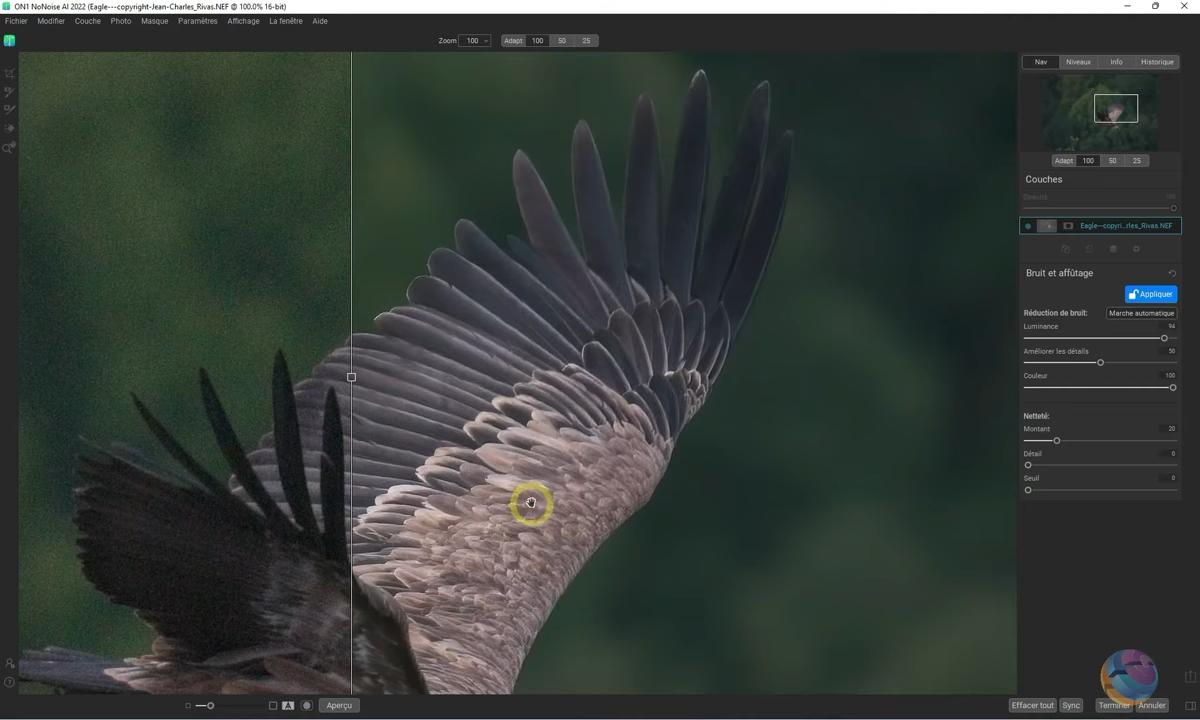 ON1 NoNoise AI 2022 (Eagle---copyright-Jean-Charles_Rivas.NEF @ 100.0% 16-bit)
Fichier Modifier Couche Photo Masque Paramètres Affichage La fenêtre Aide
Zoom 100 Adapt 100 50 25
Nav Niveaux Info Historique
Adapt 100 50 25
Couches
Opacité 100
Eagle---copyri...rles_Rivas.NEF
Bruit et affûtage
Appliquer
Réduction de bruit: Marche automatique
Luminance 94
Améliorer les détails 50
Couleur 100
Netteté:
Montant 20
Détail 0
Seuil 0
A Aperçu
Effacer tout Sync Terminer Annuler